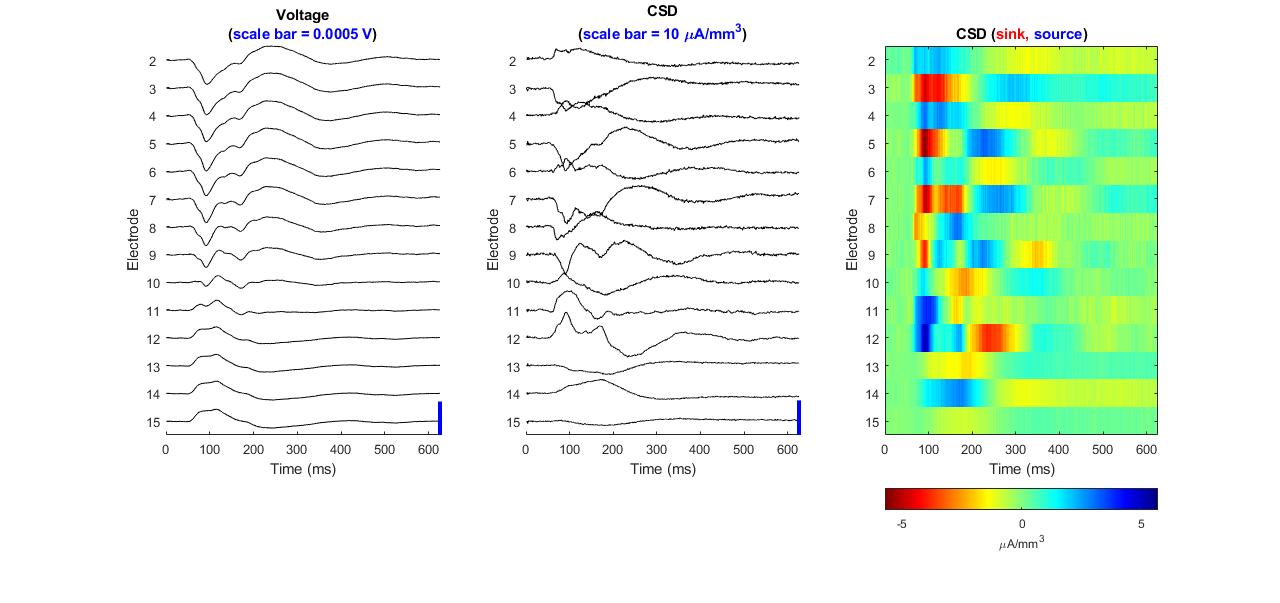 Voltage
(scale bar = 0.0005 V)
Electrode
2
3
4
5
6
7
8
9
10
11
12
13
14
15
0 100 200 300 400 500 600
Time (ms)
CSD
(scale bar = 10 μA/mm³)
Electrode
2
3
4
5
6
7
8
9
10
11
12
13
14
15
0 100 200 300 400 500 600
Time (ms)
CSD (sink, source)
Electrode
2
3
4
5
6
7
8
9
10
11
12
13
14
15
0 100 200 300 400 500 600
Time (ms)
-5 0 5
μA/mm³